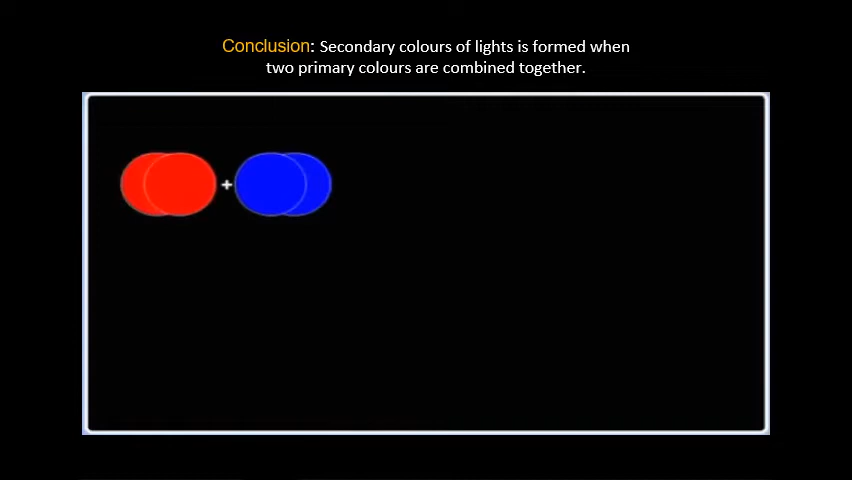 Conclusion: Secondary colours of lights is formed when
two primary colours are combined together.
+